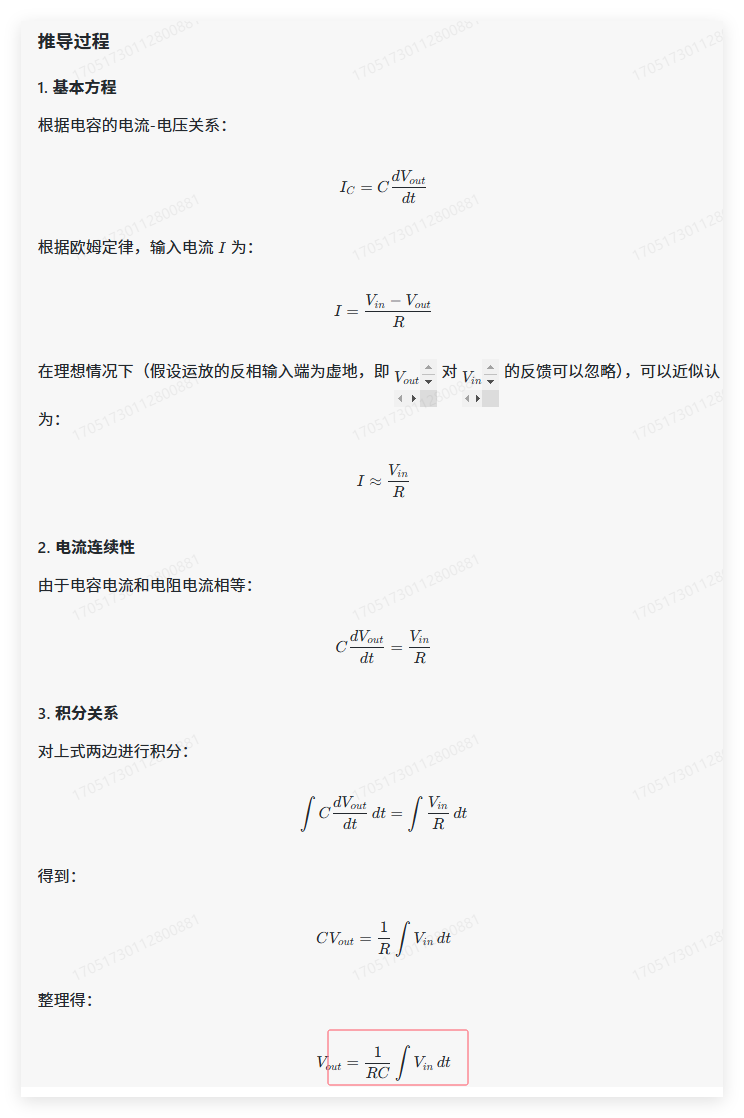 推导过程
1. 基本方程
根据电容的电流-电压关系：
I_C = C \frac{dV_{out}}{dt}
根据欧姆定律，输入电流 I 为：
I = \frac{V_{in} - V_{out}}{R}
在理想情况下（假设运放的反相输入端为虚地，即 V_{out} 对 V_{in} 的反馈可以忽略），可以近似认
为：
I ≈ \frac{V_{in}}{R}
2. 电流连续性
由于电容电流和电阻电流相等：
C \frac{dV_{out}}{dt} = \frac{V_{in}}{R}
3. 积分关系
对上式两边进行积分：
∫ C \frac{dV_{out}}{dt} dt = ∫ \frac{V_{in}}{R} dt
得到：
CV_{out} = \frac{1}{R} ∫ V_{in} dt
整理得：
V_{out} = \frac{1}{RC} ∫ V_{in} dt
17051730112800881